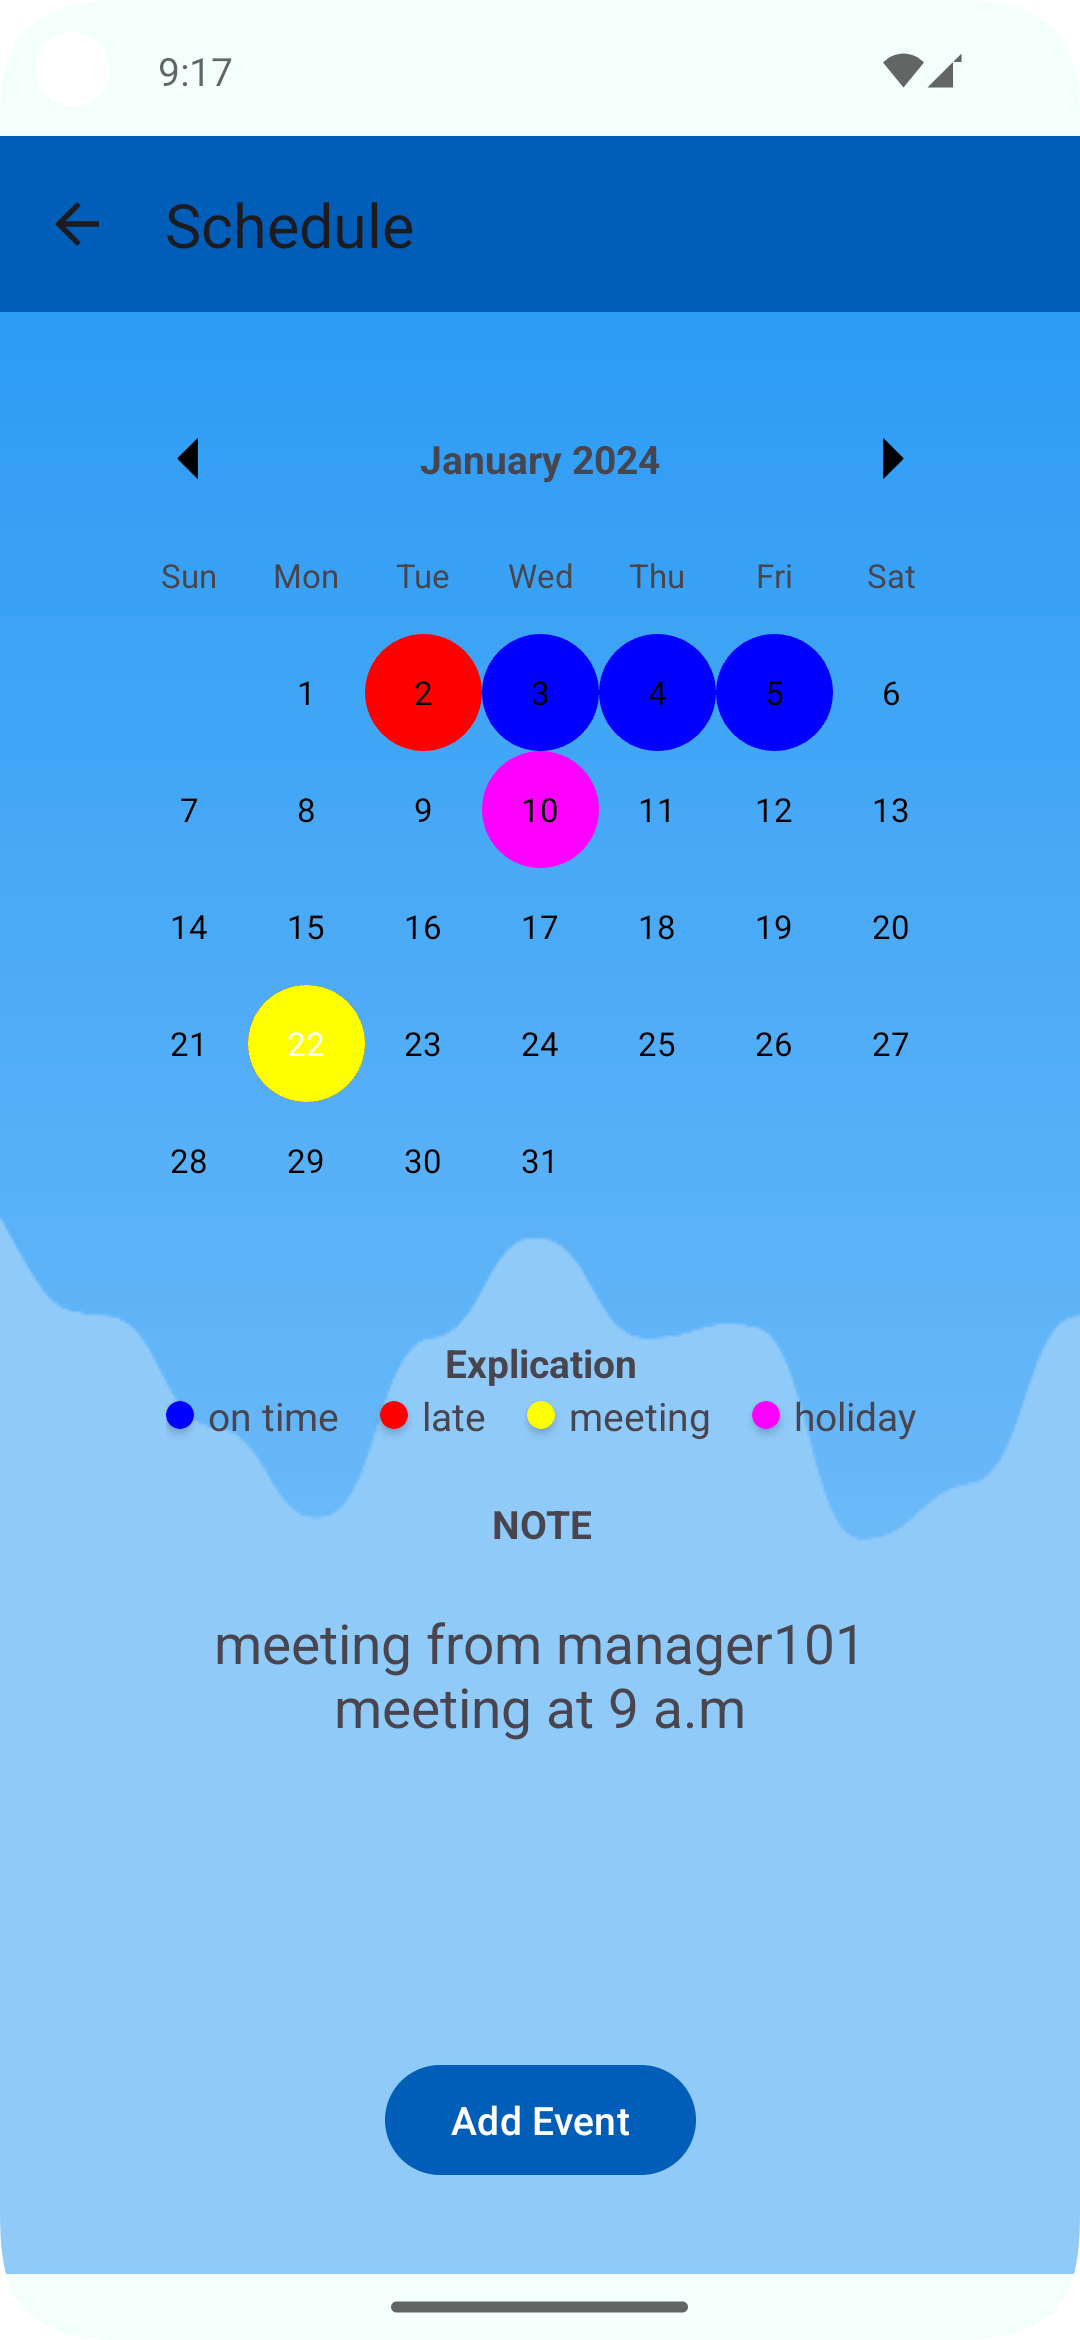 9:17
Schedule
January 2024
Sun Mon Tue Wed Thu Fri Sat
1 2 3 4 5 6
7 8 9 10 11 12 13
14 15 16 17 18 19 20
21 22 23 24 25 26 27
28 29 30 31
Explication
on time late meeting holiday
NOTE
meeting from manager101
meeting at 9 a.m
Add Event